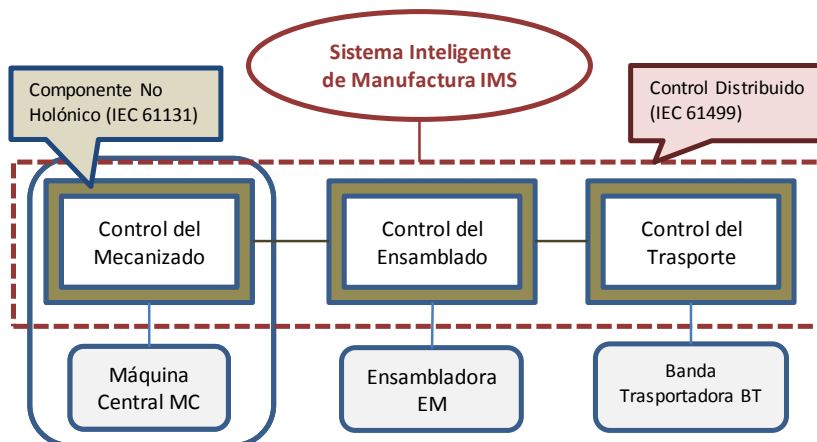 Sistema Inteligente
de Manufactura IMS
Componente No
Holónico (IEC 61131)
Control Distribuido
(IEC 61499)
Control del
Mecanizado
Control del
Ensamblado
Control del
Trasporte
Máquina
Central MC
Ensambladora
EM
Banda
Trasportadora BT